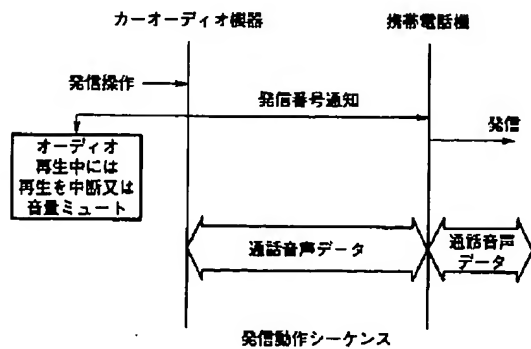 カーオーディオ機器
携帯電話機
発信操作
発信番号通知
発信
オーディオ
再生中には
再生を中断又は
音量ミュート
通話音声データ
通話音声
データ
発信動作シーケンス